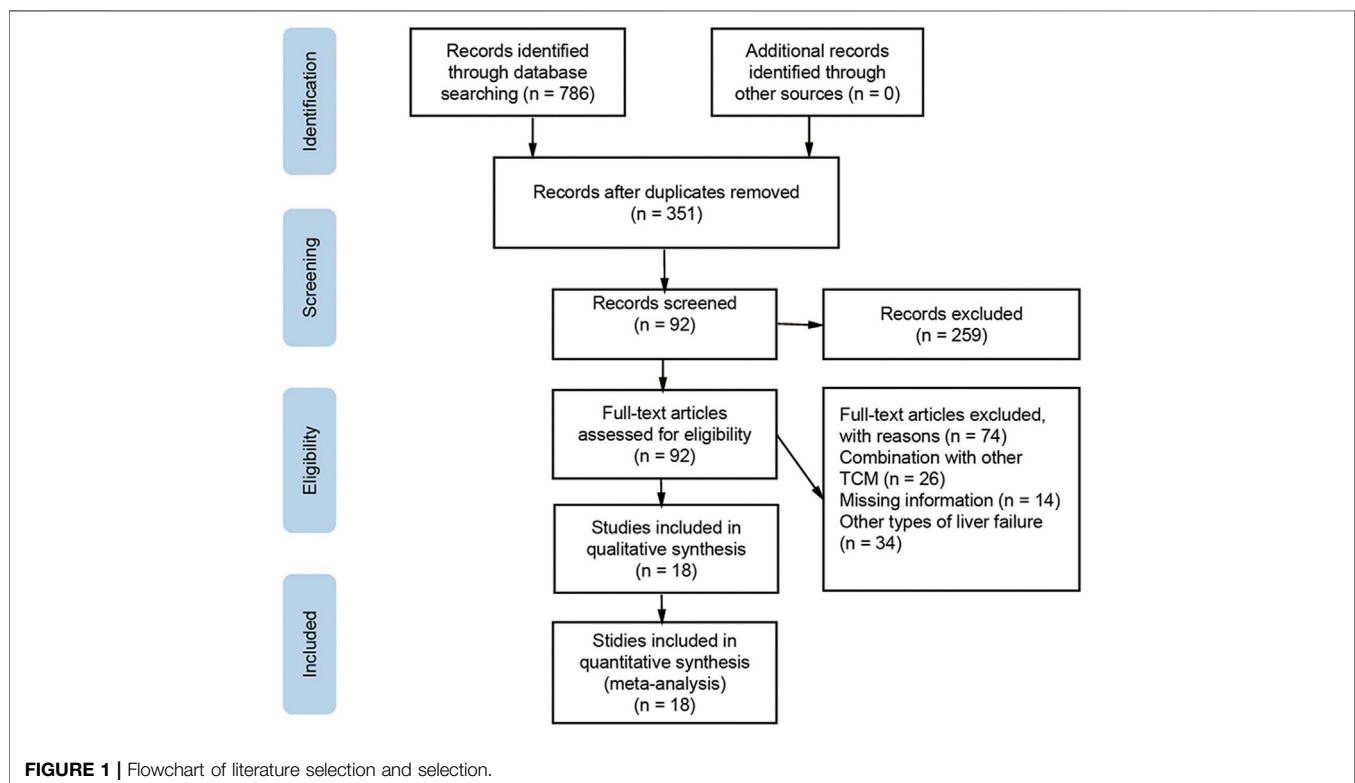 Identification
Records identified
through database
searching (n = 786)
Additional records
identified through
other sources (n = 0)
Records after duplicates removed
(n = 351)
Screening
Records screened
(n = 92)
Records excluded
(n = 259)
Eligibility
Full-text articles
assessed for eligibility
(n = 92)
Full-text articles excluded,
with reasons (n = 74)
Combination with other
TCM (n = 26)
Missing information (n = 14)
Other types of liver failure
(n = 34)
Studies included in
qualitative synthesis
(n = 18)
Included
Stidies included in
quantitative synthesis
(meta-analysis)
(n = 18)
FIGURE 1 | Flowchart of literature selection and selection.